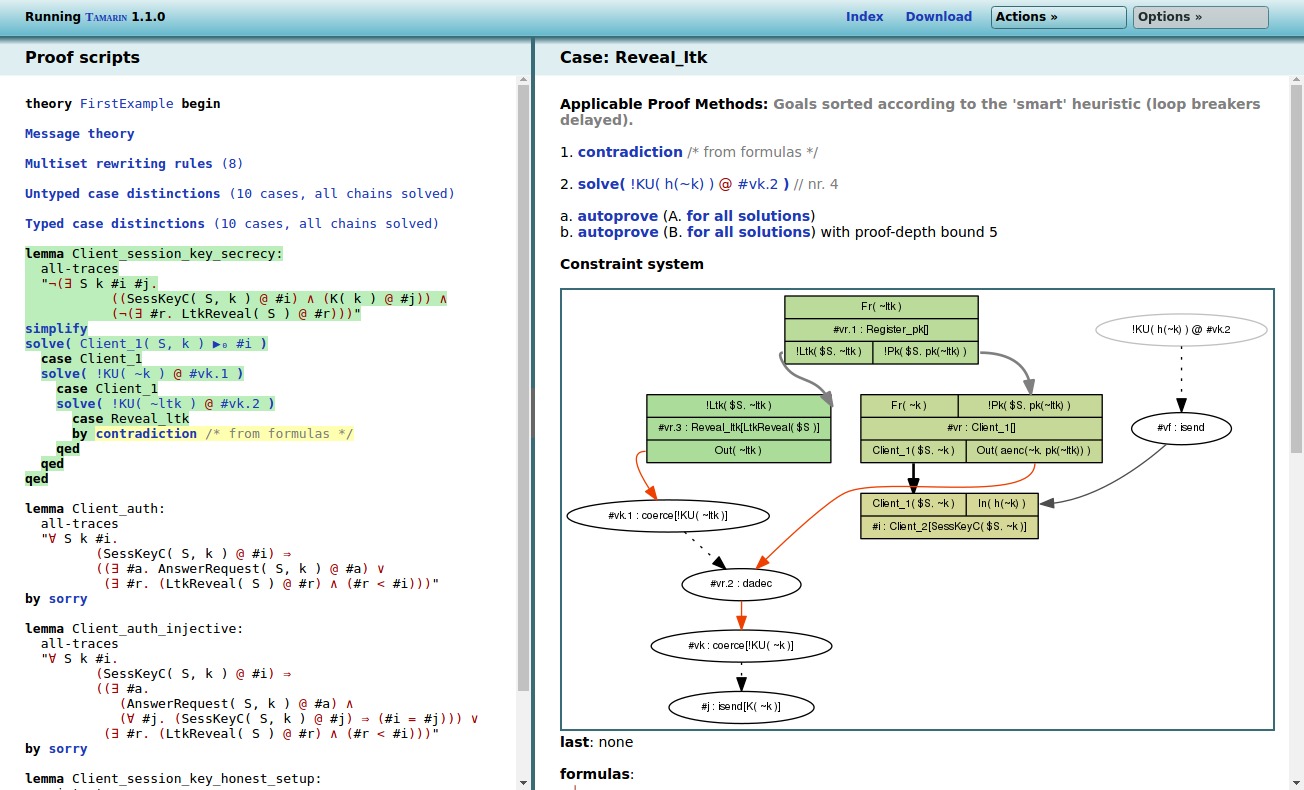 Running TAMARIN 1.1.0
Index Download Actions » Options »
Proof scripts
theory FirstExample begin
Message theory
Multiset rewriting rules (8)
Untyped case distinctions (10 cases, all chains solved)
Typed case distinctions (10 cases, all chains solved)
lemma Client_session_key_secrecy:
all-traces
"¬(∃ S k #i #j.
((SessKeyC( S, k ) @ #i) ∧ (K( k ) @ #j)) ∧
(¬(∃ #r. LtkReveal( S ) @ #r)))"
simplify
solve( Client_1( S, k ) ▶₀ #i )
case Client_1
solve( !KU( ~k ) @ #vk.1 )
case Client_1
solve( !KU( ~ltk ) @ #vk.2 )
case Reveal_ltk
by contradiction /* from formulas */
qed
qed
qed
lemma Client_auth:
all-traces
"∀ S k #i.
(SessKeyC( S, k ) @ #i) ⇒
((∃ #a. AnswerRequest( S, k ) @ #a) ∨
(∃ #r. (LtkReveal( S ) @ #r) ∧ (#r < #i)))"
by sorry
lemma Client_auth_injective:
all-traces
"∀ S k #i.
(SessKeyC( S, k ) @ #i) ⇒
((∃ #a.
(AnswerRequest( S, k ) @ #a) ∧
(∀ #j. (SessKeyC( S, k ) @ #j) ⇒ (#i = #j))) ∨
(∃ #r. (LtkReveal( S ) @ #r) ∧ (#r < #i)))"
by sorry
lemma Client_session_key_honest_setup:
Case: Reveal_ltk
Applicable Proof Methods: Goals sorted according to the 'smart' heuristic (loop breakers
delayed).
1. contradiction /* from formulas */
2. solve( !KU( h(~k) ) @ #vk.2 ) // nr. 4
a. autoprove (A. for all solutions)
b. autoprove (B. for all solutions) with proof-depth bound 5
Constraint system
Fr( ~ltk )
#vr.1 : Register_pk[]
!Ltk( $S. ~ltk ) !Pk( $S. pk(~ltk) )
!KU( h(~k) ) @ #vk.2
!Ltk( $S. ~ltk )
#vr.3 : Reveal_ltk[LtkReveal( $S )]
Out( ~ltk )
Fr( ~k ) !Pk( $S. pk(~ltk) )
#vr : Client_1[]
Client_1( $S. ~k ) Out( aenc(~k. pk(~ltk)) )
#vf : isend
Client_1( $S. ~k ) In( h(~k) )
#i : Client_2[SessKeyC( $S. ~k )]
#vk.1 : coerce[!KU( ~ltk )]
#vr.2 : dadec
#vk : coerce[!KU( ~k )]
#j : isend[K( ~k )]
last: none
formulas: